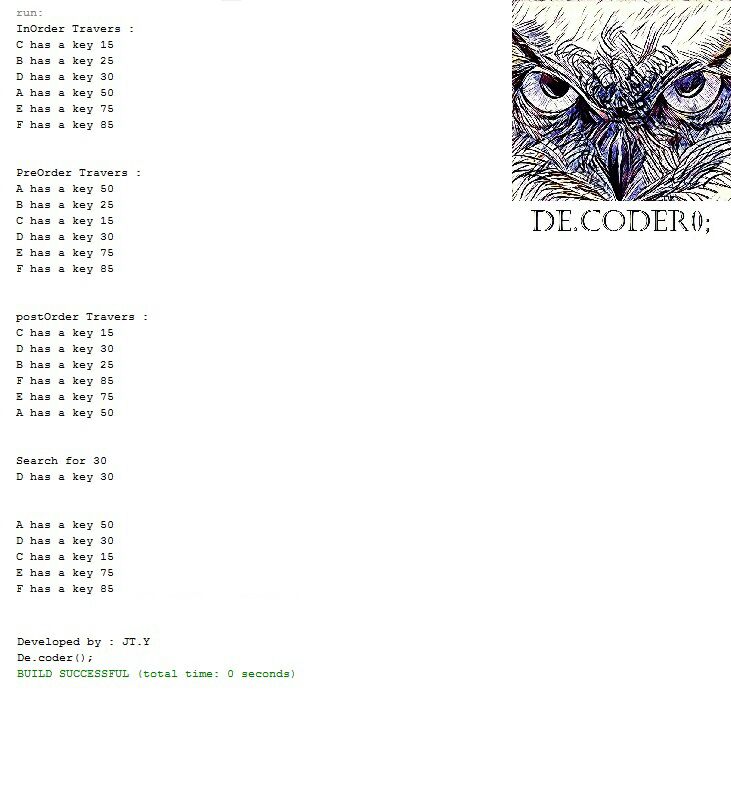 run:
InOrder Travers :
C has a key 15
B has a key 25
D has a key 30
A has a key 50
E has a key 75
F has a key 85
PreOrder Travers :
A has a key 50
B has a key 25
C has a key 15
D has a key 30
E has a key 75
F has a key 85
postOrder Travers :
C has a key 15
D has a key 30
B has a key 25
F has a key 85
E has a key 75
A has a key 50
Search for 30
D has a key 30
A has a key 50
D has a key 30
C has a key 15
E has a key 75
F has a key 85
Developed by : JT.Y
De.coder();
BUILD SUCCESSFUL (total time: 0 seconds)
DE.CODER();